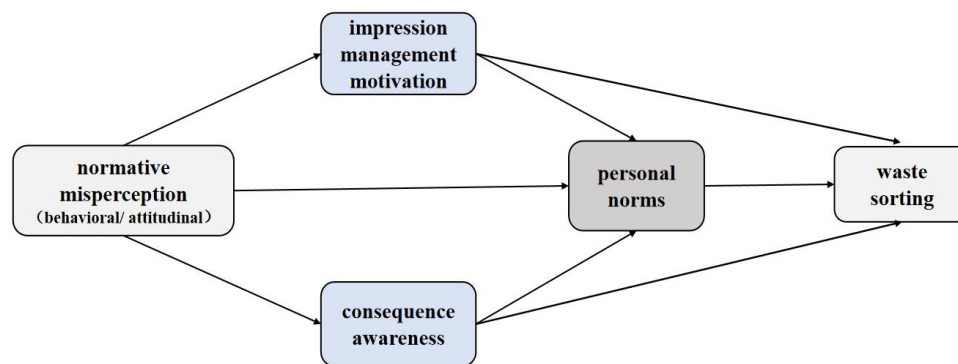 impression
management
motivation
normative
misperception
（behavioral/ attitudinal）
personal
norms
waste
sorting
consequence
awareness